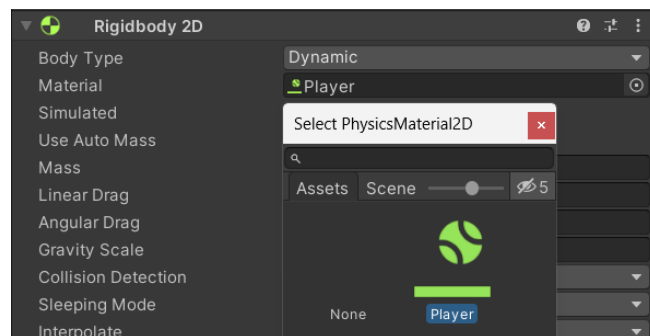 Rigidbody 2D
Body Type Dynamic
Material Player
Simulated
Select PhysicsMaterial2D
Use Auto Mass
Mass
Assets Scene 5
Linear Drag
Angular Drag
Gravity Scale
Collision Detection
Sleeping Mode
None Player
Interpolate